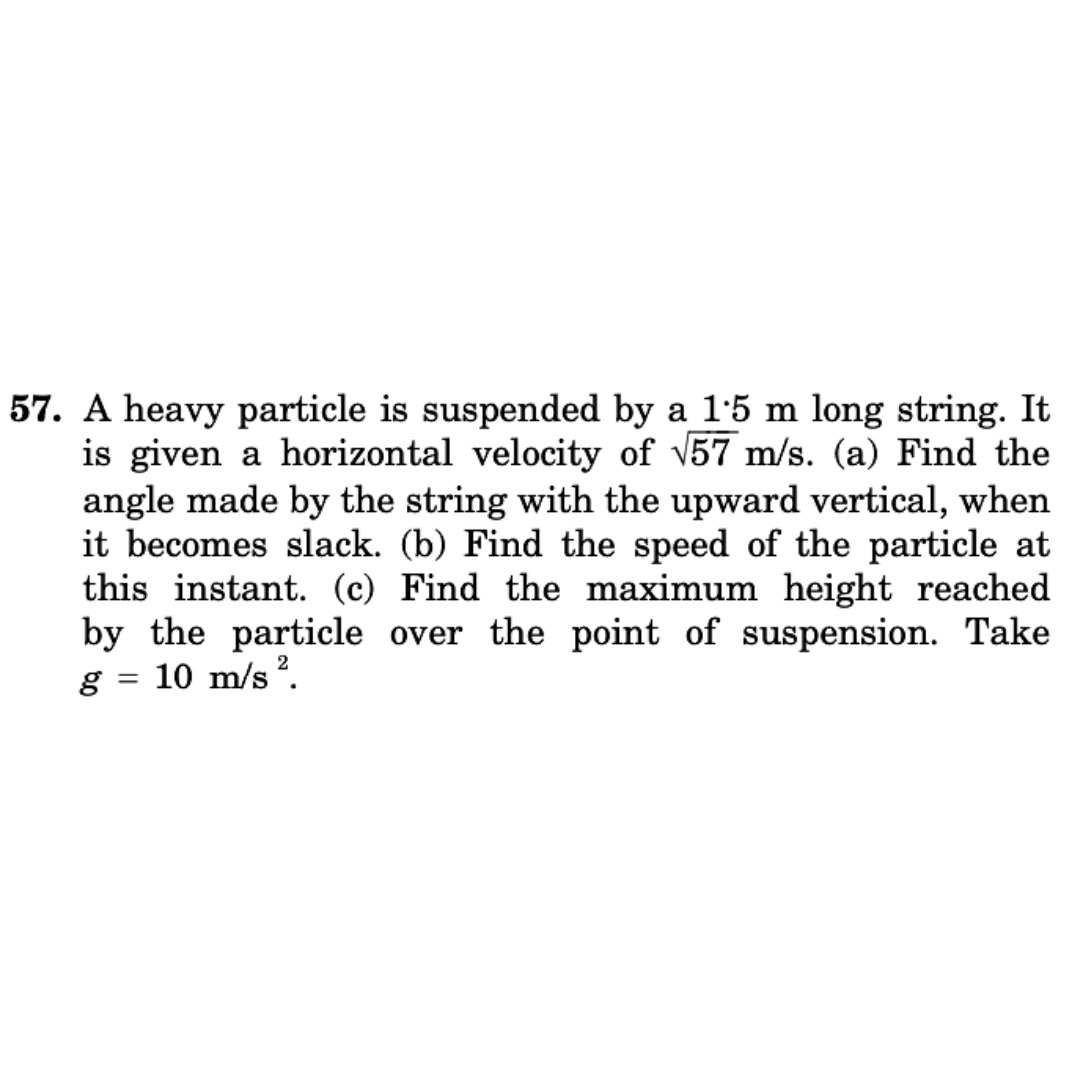 57. A heavy particle is suspended by a 1·5 m long string. It
is given a horizontal velocity of √57 m/s. (a) Find the
angle made by the string with the upward vertical, when
it becomes slack. (b) Find the speed of the particle at
this instant. (c) Find the maximum height reached
by the particle over the point of suspension. Take
g = 10 m/s².